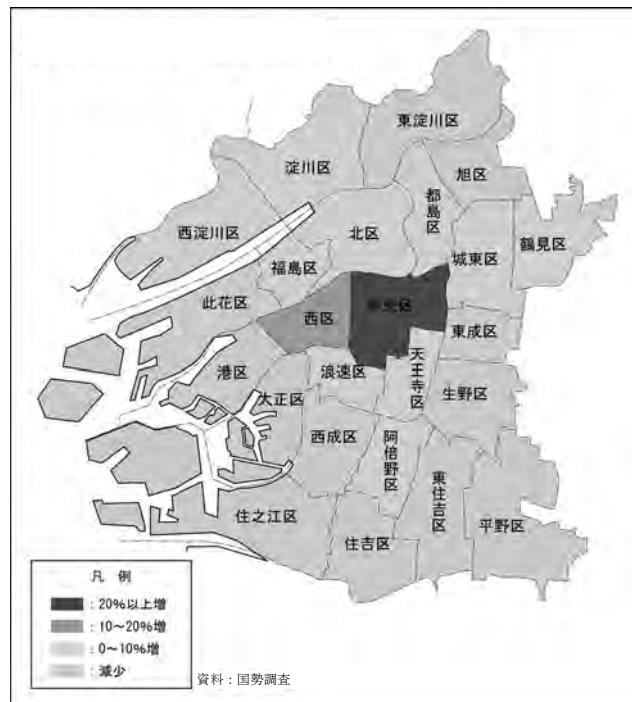 東淀川区
淀川区
旭区
都島区
西淀川区
北区
城東区
鶴見区
福島区
此花区
西区
東成区
港区
浪速区
天王寺区
大正区
生野区
西成区
阿倍野区
東住吉区
住之江区
住吉区
平野区
凡 例
：20%以上増
：10～20%増
：0～10%増
：減少
資料：国勢調査